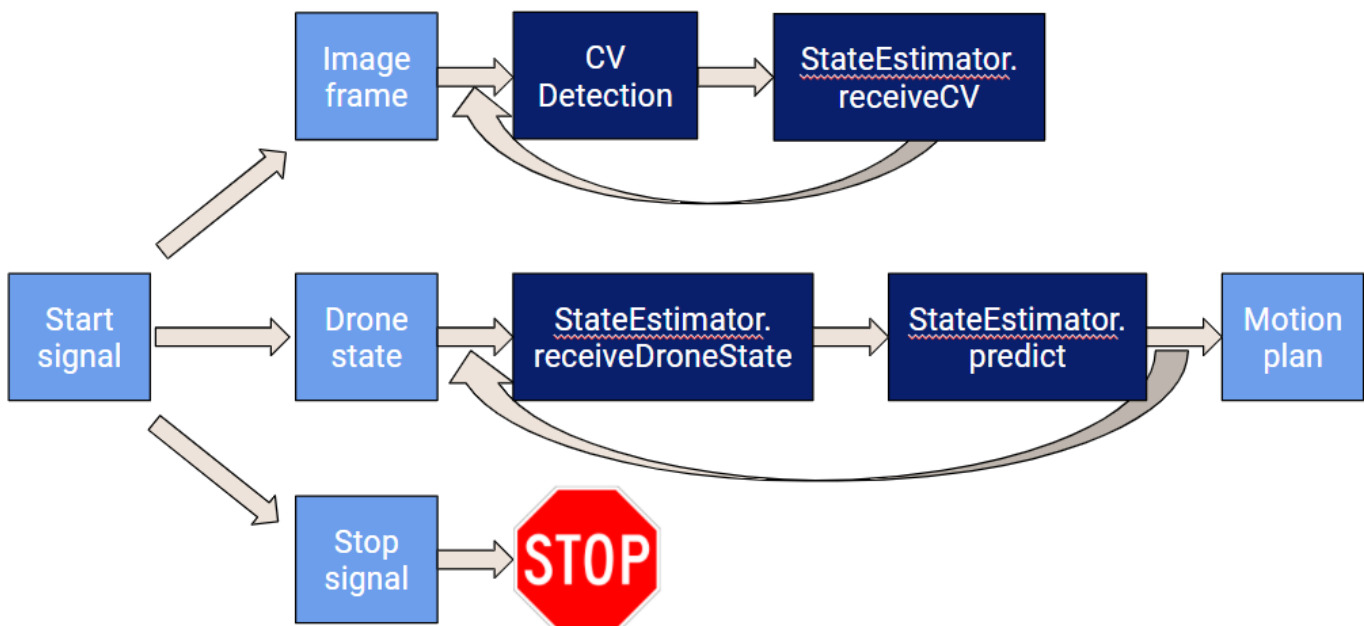 Image
frame
CV
Detection
StateEstimator.
receiveCV
Start
signal
Drone
state
StateEstimator.
receiveDroneState
StateEstimator.
predict
Motion
plan
Stop
signal
STOP